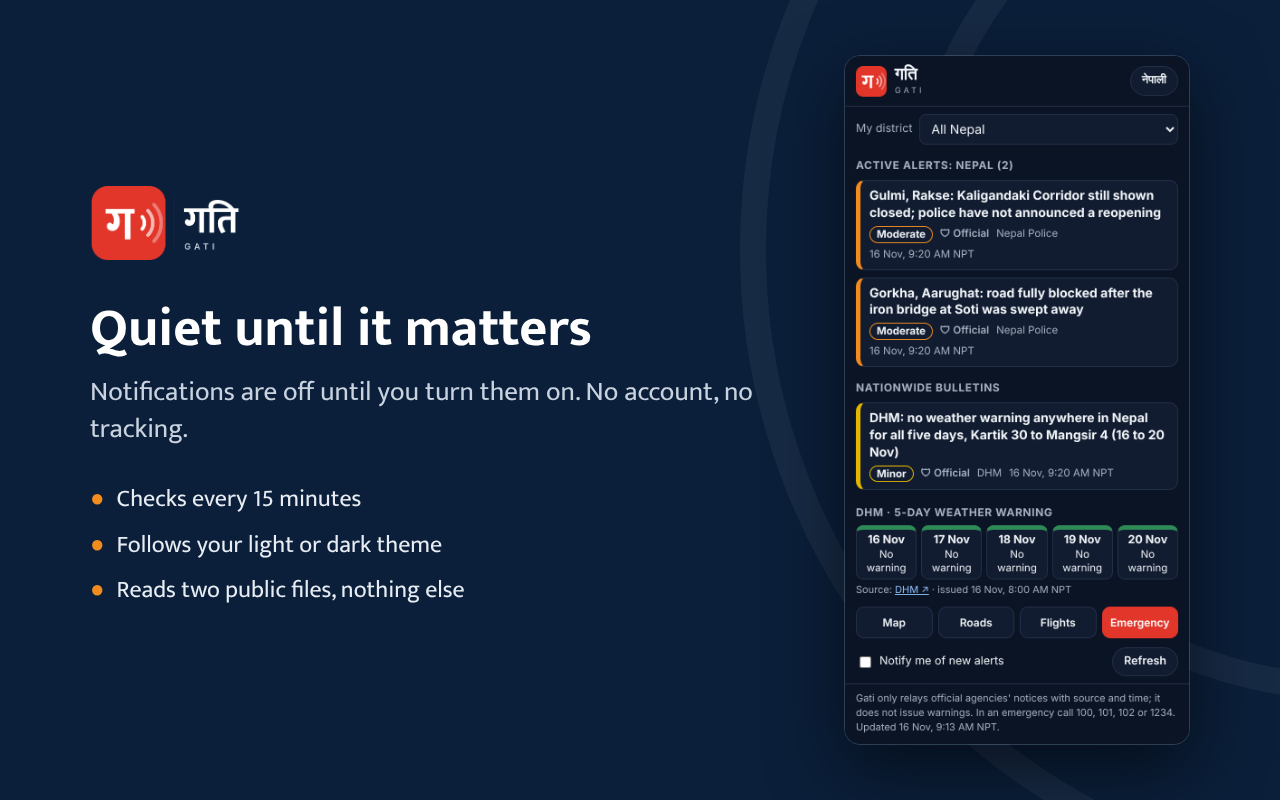 ग
गति
GATI
Quiet until it matters
Notifications are off until you turn them on. No account, no
tracking.
Checks every 15 minutes
Follows your light or dark theme
Reads two public files, nothing else
ग
गति
GATI
नेपाली
My district
All Nepal
ACTIVE ALERTS: NEPAL (2)
Gulmi, Rakse: Kaligandaki Corridor still shown
closed; police have not announced a reopening
Moderate Official Nepal Police
16 Nov, 9:20 AM NPT
Gorkha, Aarughat: road fully blocked after the
iron bridge at Soti was swept away
Moderate Official Nepal Police
16 Nov, 9:20 AM NPT
NATIONWIDE BULLETINS
DHM: no weather warning anywhere in Nepal
for all five days, Kartik 30 to Mangsir 4 (16 to 20
Nov)
Minor Official DHM 16 Nov, 9:20 AM NPT
DHM · 5-DAY WEATHER WARNING
16 Nov 17 Nov 18 Nov 19 Nov 20 Nov
No No No No No
warning warning warning warning warning
Source: DHM ↗ · issued 16 Nov, 8:00 AM NPT
Map Roads Flights Emergency
Notify me of new alerts Refresh
Gati only relays official agencies' notices with source and time; it
does not issue warnings. In an emergency call 100, 101, 102 or 1234.
Updated 16 Nov, 9:13 AM NPT.